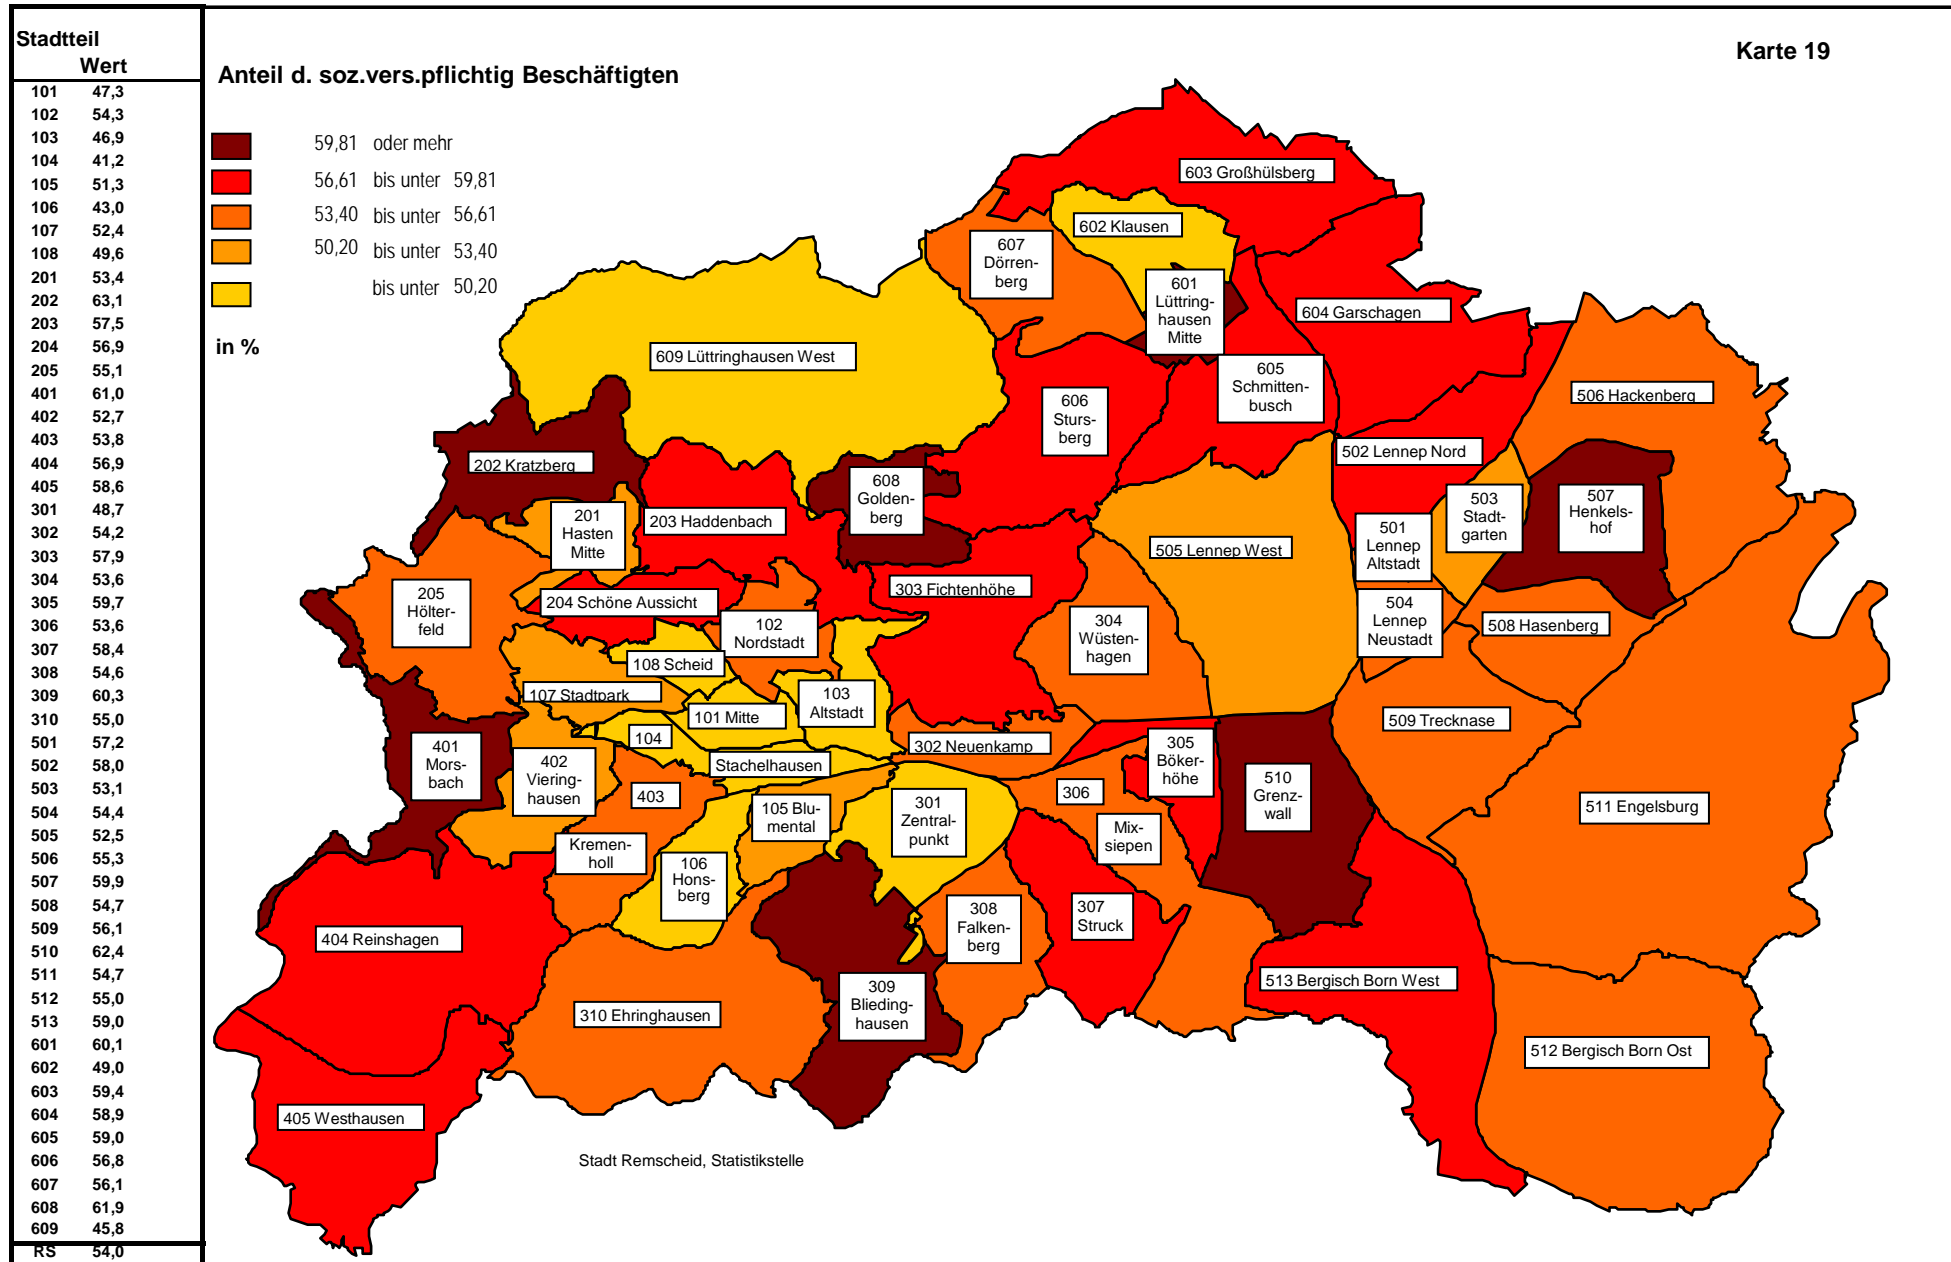 Stadtteil
Wert
101 47,3
102 54,3
103 46,9
104 41,2
105 51,3
106 43,0
107 52,4
108 49,6
201 53,4
202 63,1
203 57,5
204 56,9
205 55,1
401 61,0
402 52,7
403 53,8
404 56,9
405 58,6
301 48,7
302 54,2
303 57,9
304 53,6
305 59,7
306 53,6
307 58,4
308 54,6
309 60,3
310 55,0
501 57,2
502 58,0
503 53,1
504 54,4
505 52,5
506 55,3
507 59,9
508 54,7
509 56,1
510 62,4
511 54,7
512 55,0
513 59,0
601 60,1
602 49,0
603 59,4
604 58,9
605 59,0
606 56,8
607 56,1
608 61,9
609 45,8
RS 54,0
Karte 19
Anteil d. soz.vers.pflichtig Beschäftigten
59,81 oder mehr
56,61 bis unter 59,81
53,40 bis unter 56,61
50,20 bis unter 53,40
bis unter 50,20
in %
603 Großhülsberg
602 Klausen
607
Dörren-
berg
601
Lüttring-
hausen
Mitte
604 Garschagen
609 Lüttringhausen West
605
Schmitten-
busch
606
Sturs-
berg
506 Hackenberg
502 Lennep Nord
202 Kratzberg
608
Golden-
berg
503
Stadt-
garten
507
Henkels-
hof
201
Hasten
Mitte
203 Haddenbach
501
Lennep
Altstadt
505 Lennep West
205
Hölter-
feld
204 Schöne Aussicht
303 Fichtenhöhe
504
Lennep
Neustadt
508 Hasenberg
102
Nordstadt
304
Wüsten-
hagen
108 Scheid
107 Stadtpark
103
Altstadt
101 Mitte
509 Trecknase
104
Stachelhausen
302 Neuenkamp
305
Böker-
höhe
401
Mors-
bach
402
Viering-
hausen
403
Kremen-
holl
105 Blu-
mental
301
Zentral-
punkt
306
Mix-
siepen
510
Grenz-
wall
511 Engelsburg
106
Hons-
berg
404 Reinshagen
308
Falken-
berg
307
Struck
513 Bergisch Born West
309
Blieding-
hausen
310 Ehringhausen
512 Bergisch Born Ost
405 Westhausen
Stadt Remscheid, Statistikstelle